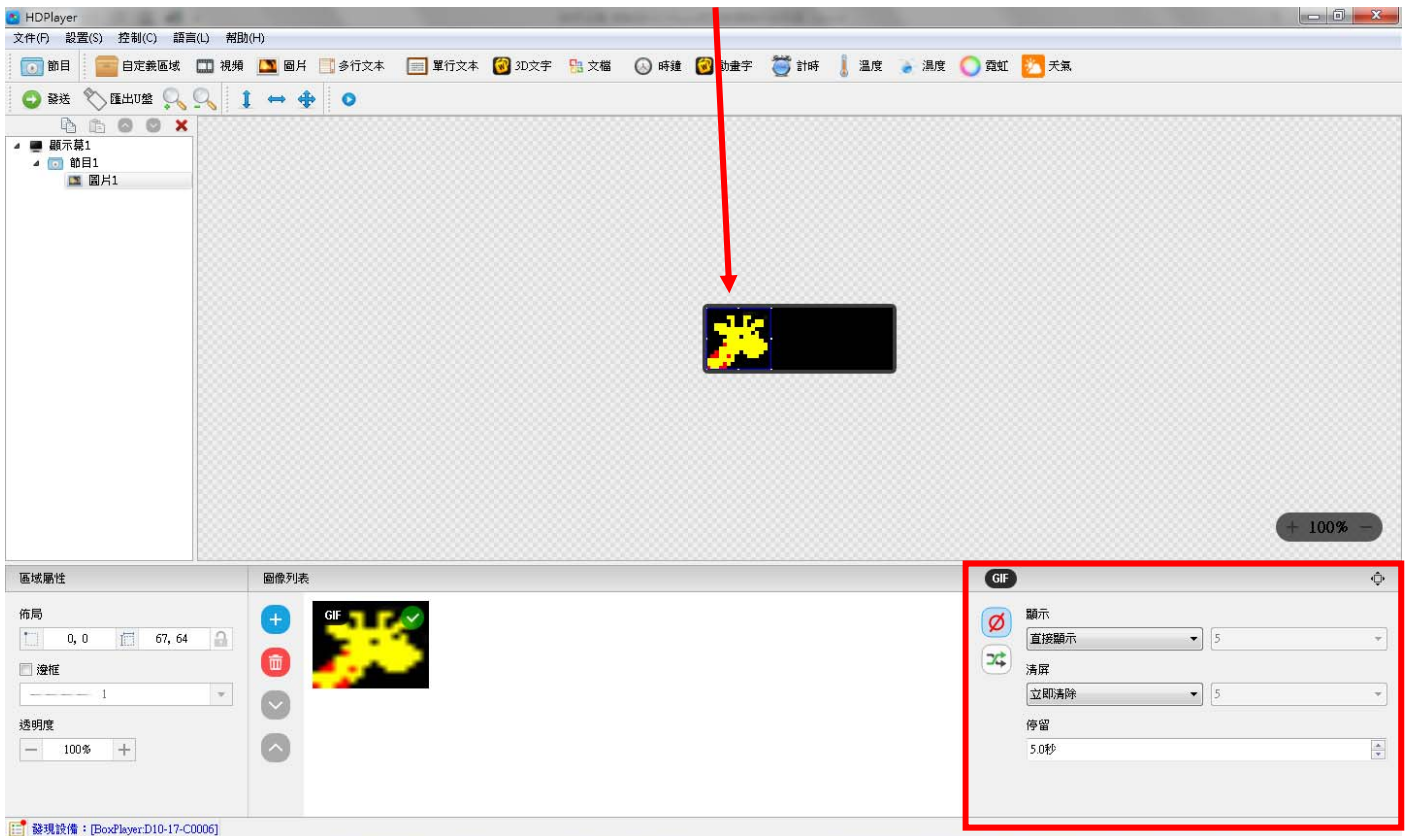 HDPlayer
文件(F) 設置(S) 控制(C) 語言(L) 幫助(H)
節目 自定義區域 視頻 圖片 多行文本 單行文本 3D文字 文檔 時鐘 動畫字 計時 溫度 濕度 霓虹 天氣
發送 匯出U盤
顯示幕1
節目1
圖片1
+ 100% −
區域屬性 圖像列表 GIF
佈局
0, 0 67, 64
邊框
1
透明度
— 100% +
GIF
顯示
直接顯示 5
清屏
立即清除 5
停留
5.0秒
發現設備：[BoxPlayer:D10-17-C0006]